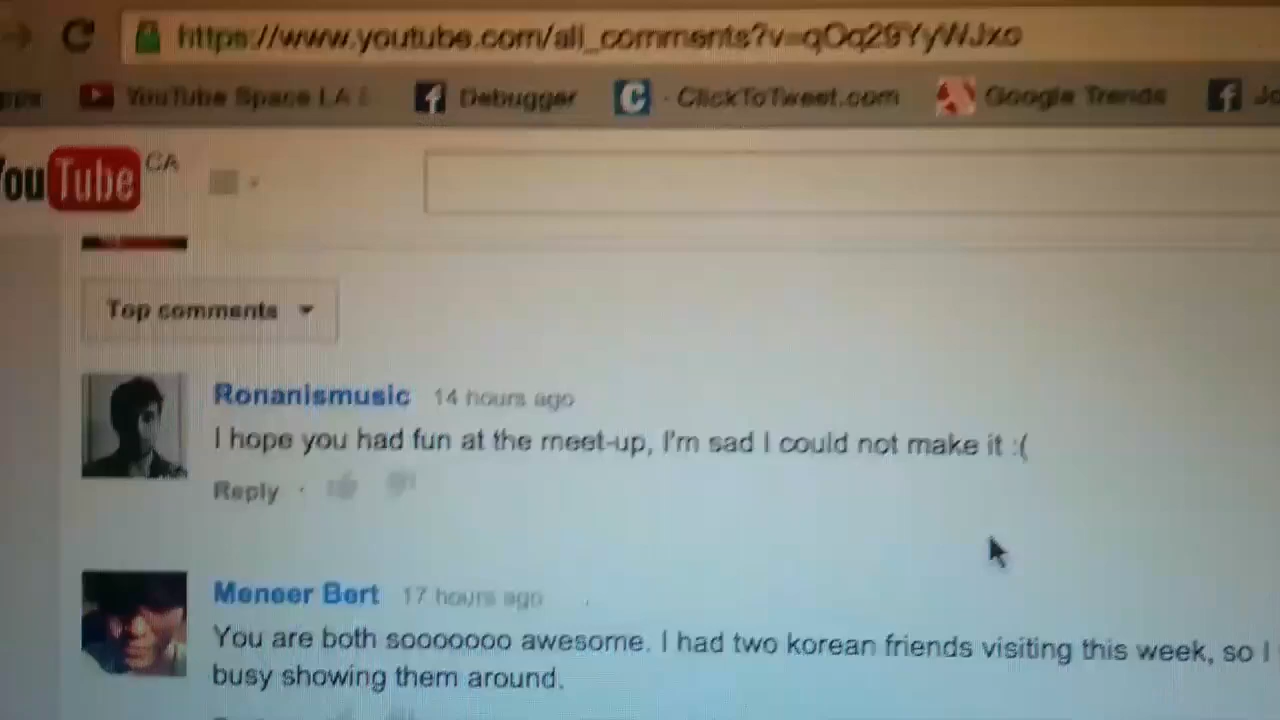 https://www.youtube.com/all_comments?v=qOq29YyWJxo
YouTube Space LA Debugger ClickToTweet.com Google Trends
YouTube CA
Top comments
Ronanismusic 14 hours ago
I hope you had fun at the meet-up, I'm sad I could not make it :(
Reply
Meneer Bert 17 hours ago
You are both sooooooo awesome. I had two korean friends visiting this week, so I
busy showing them around.